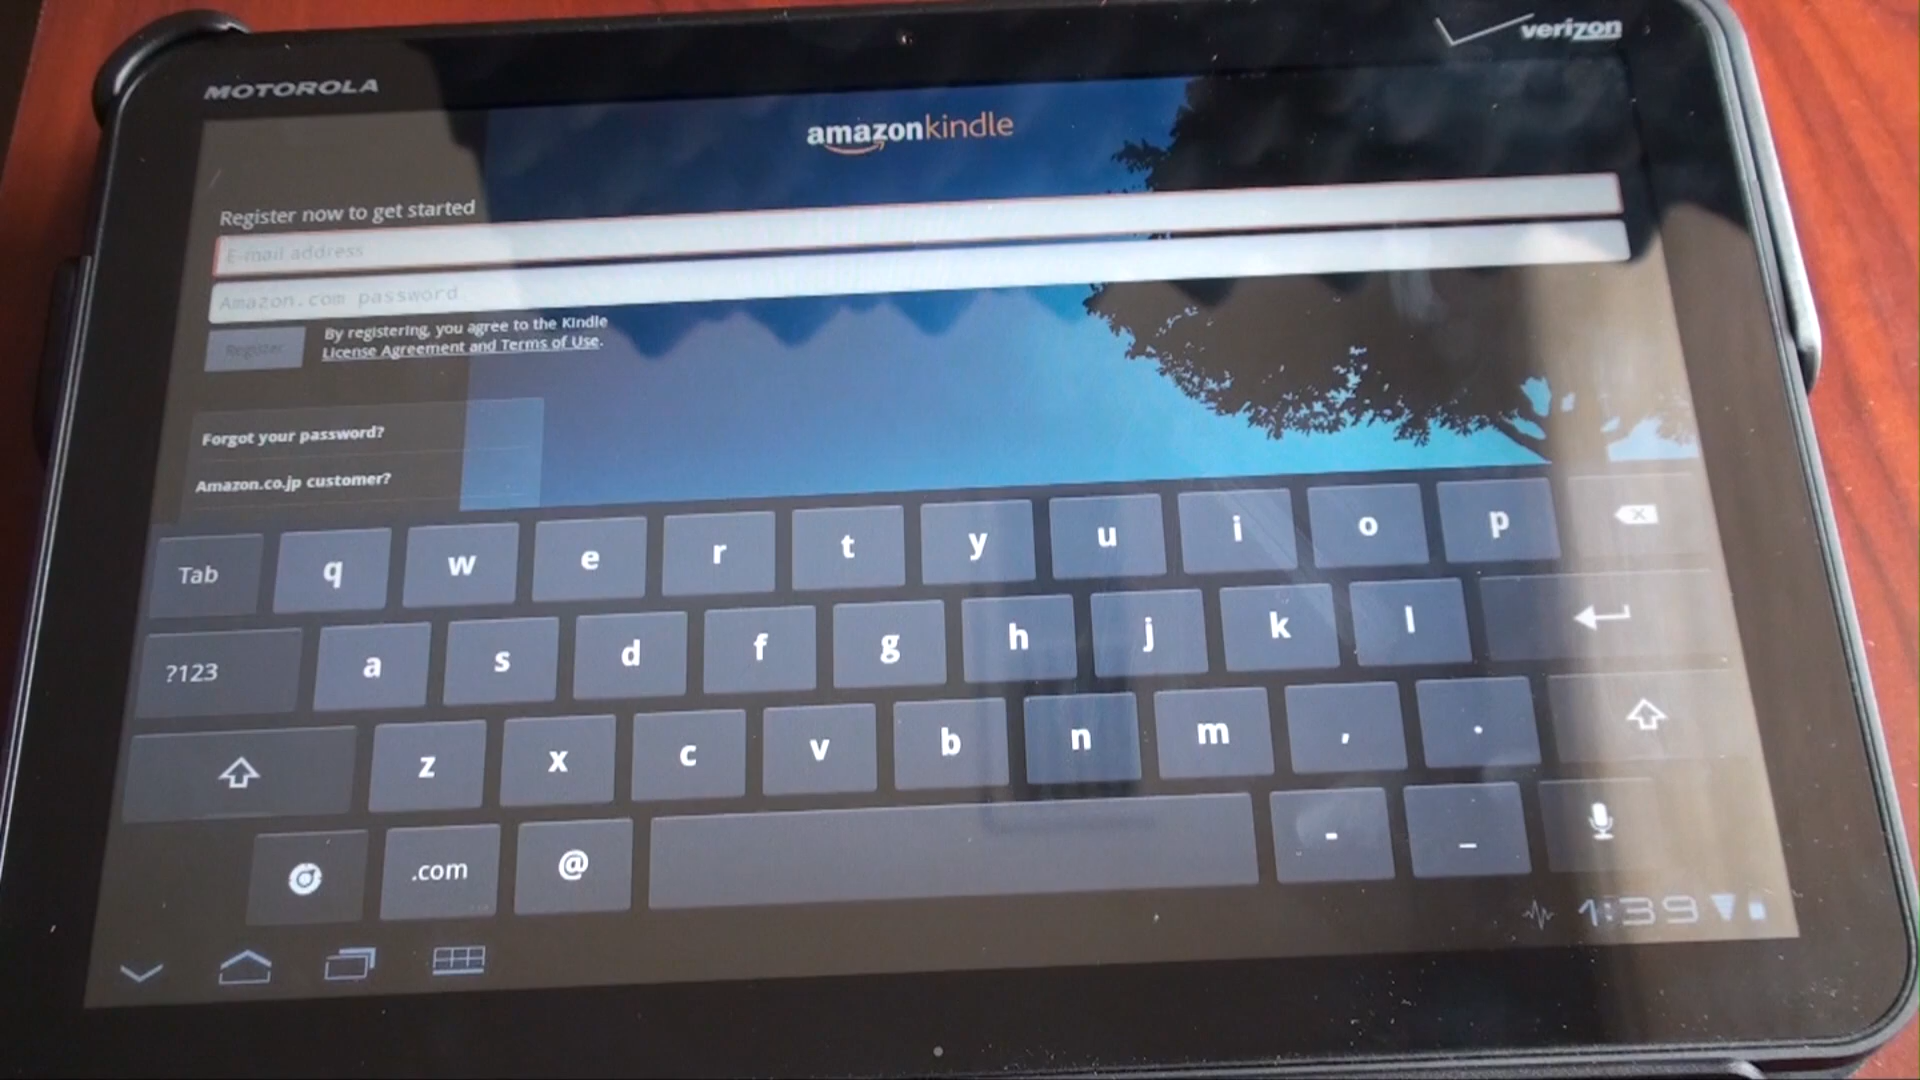 verizon
MOTOROLA
amazonkindle
Register now to get started
E-mail address
Amazon.com password
Register
By registering, you agree to the Kindle
License Agreement and Terms of Use.
Forgot your password?
Amazon.co.jp customer?
Tab q w e r t y u i o p
?123 a s d f g h j k l
z x c v b n m , .
.com @ - _
1:39